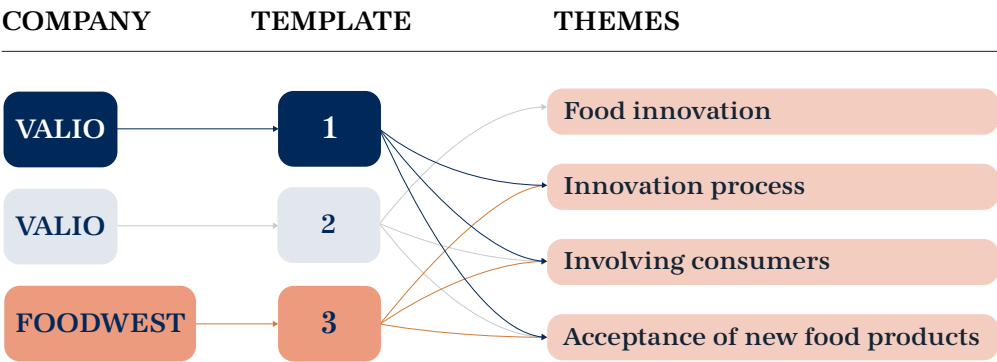 COMPANY TEMPLATE THEMES
VALIO 1 Food innovation
Innovation process
VALIO 2
Involving consumers
FOODWEST 3 Acceptance of new food products